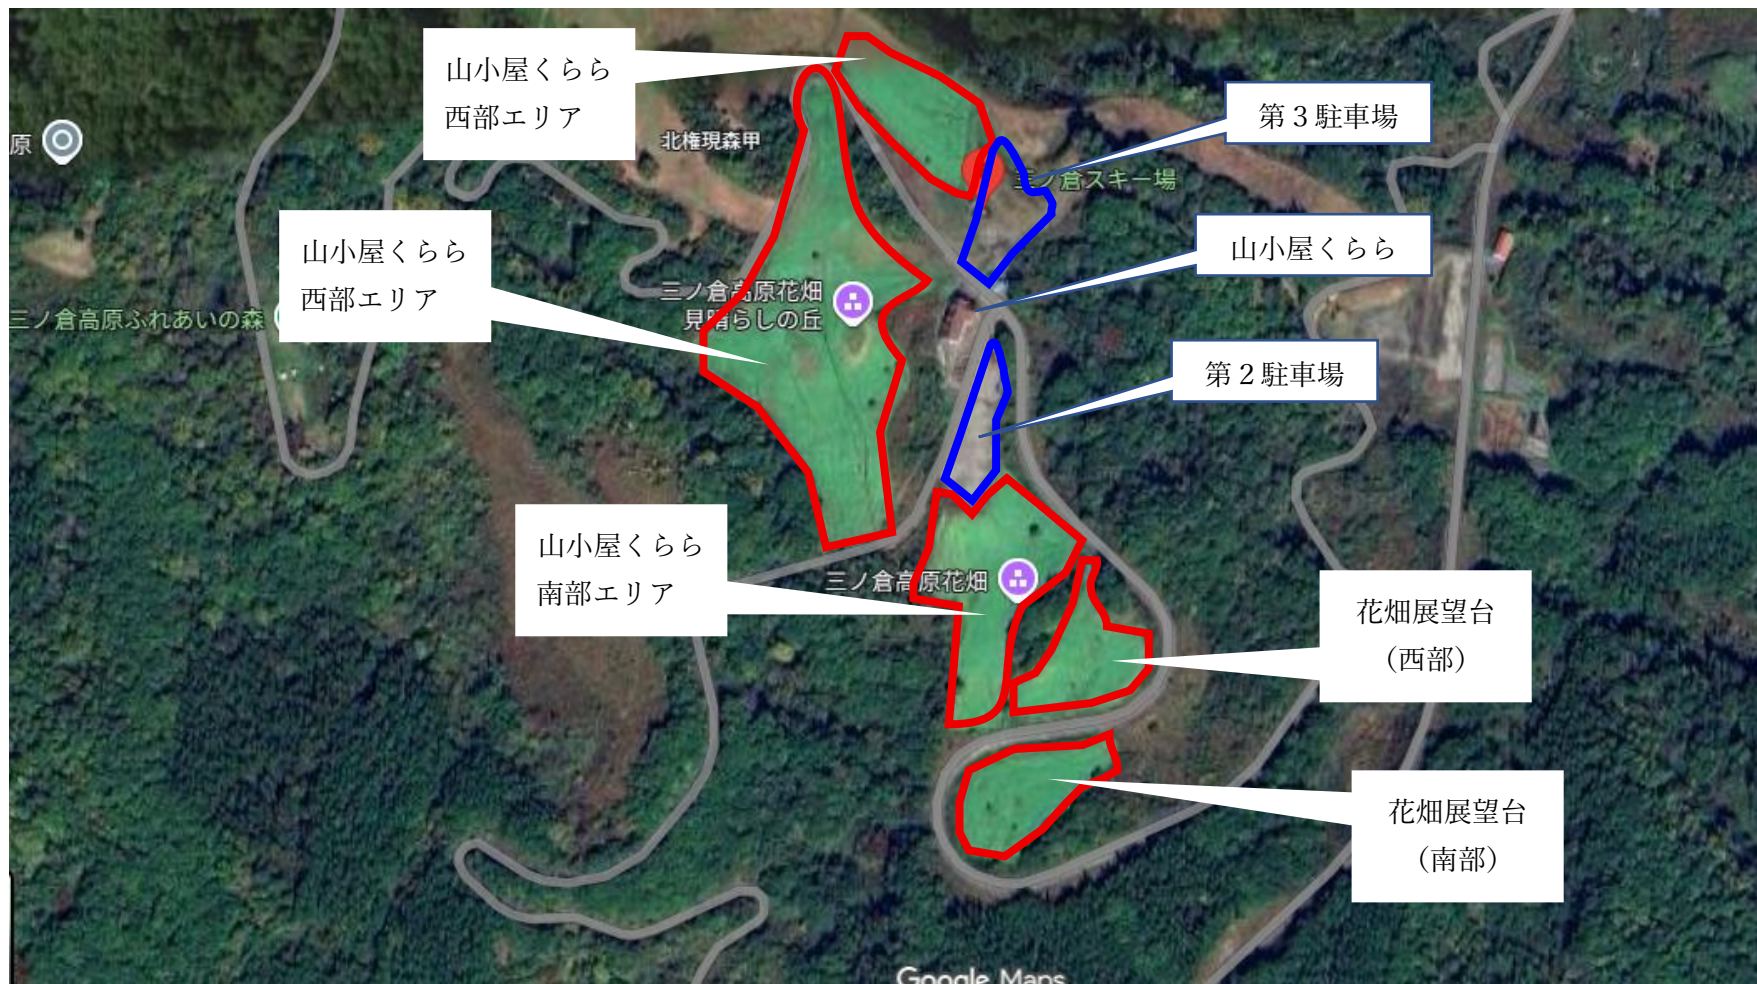 山小屋くらら
西部エリア
第３駐車場
北権現森甲
原
三ノ倉スキー場
山小屋くらら
山小屋くらら
西部エリア
三ノ倉高原花畑
見晴らしの丘
三ノ倉高原ふれあいの森
第２駐車場
山小屋くらら
南部エリア
三ノ倉高原花畑
花畑展望台
（西部）
花畑展望台
（南部）
Google Maps